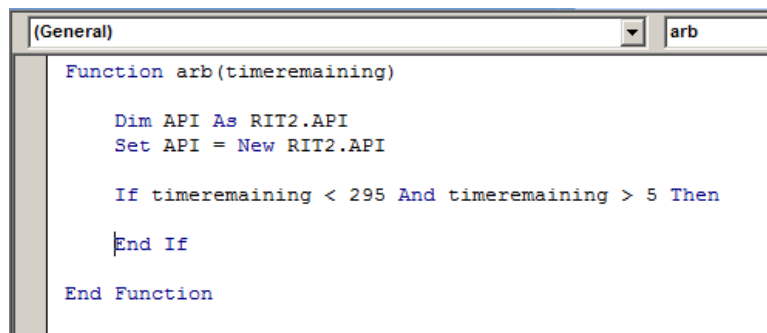 (General) arb
Function arb(timeremaining)
Dim API As RIT2.API
Set API = New RIT2.API
If timeremaining < 295 And timeremaining > 5 Then
End If
End Function